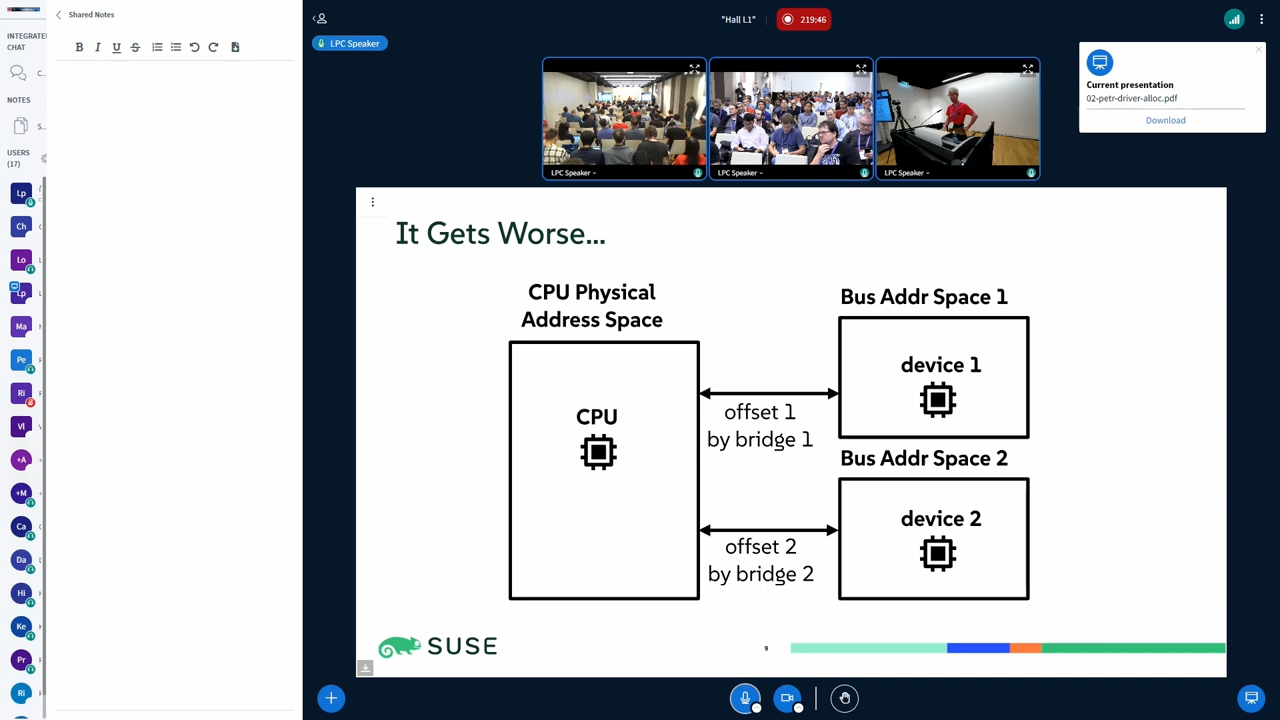 Shared Notes
INTEGRATE
CHAT
C...
NOTES
S...
USERS
(17)
Lp
Ch
Lo
Lp
Ma
Pe
Ri
Vl
+A
+M
Ca
Da
Hi
Ke
Pr
Ri
B I U S
"Hall L1"
219:46
LPC Speaker
LPC Speaker
LPC Speaker
LPC Speaker
Current presentation
02-petr-driver-alloc.pdf
Download
It Gets Worse...
CPU Physical
Address Space
CPU
offset 1
by bridge 1
offset 2
by bridge 2
Bus Addr Space 1
device 1
Bus Addr Space 2
device 2
SUSE
9